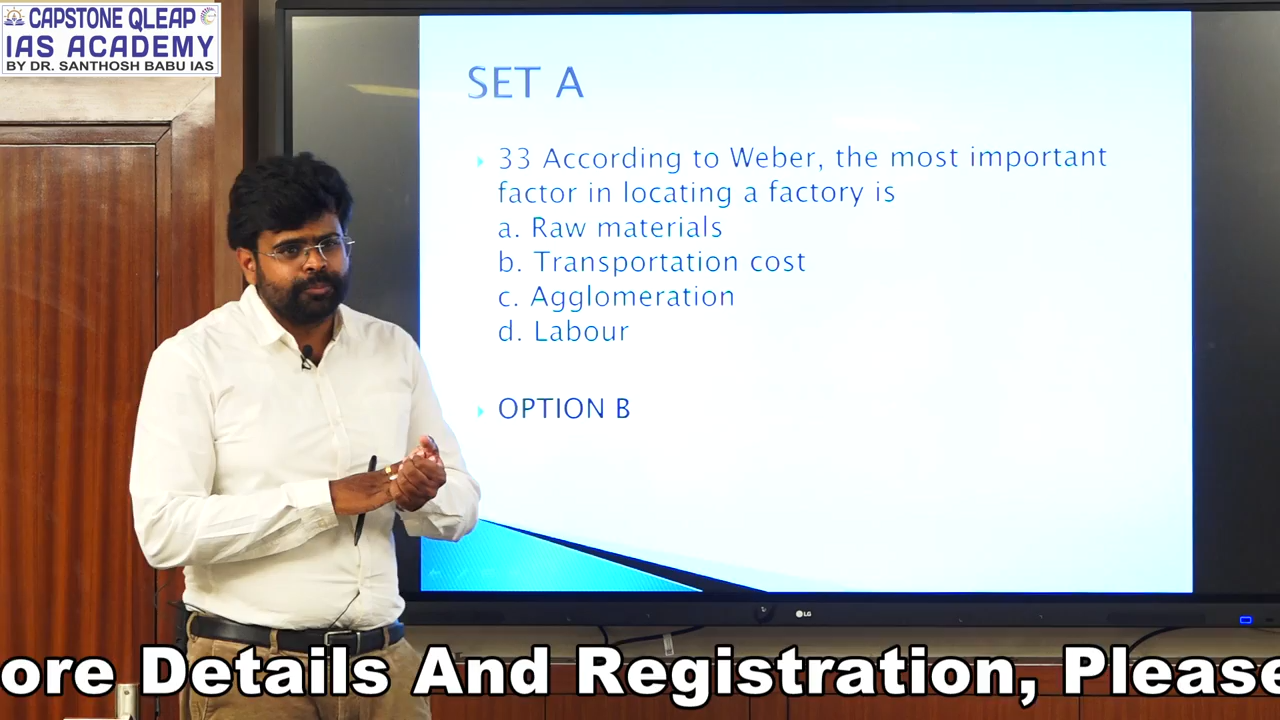 CAPSTONE QLEAP
IAS ACADEMY
BY DR. SANTHOSH BABU IAS
SET A
33 According to Weber, the most important
factor in locating a factory is
a. Raw materials
b. Transportation cost
c. Agglomeration
d. Labour
OPTION B
LG
ore Details And Registration, Please